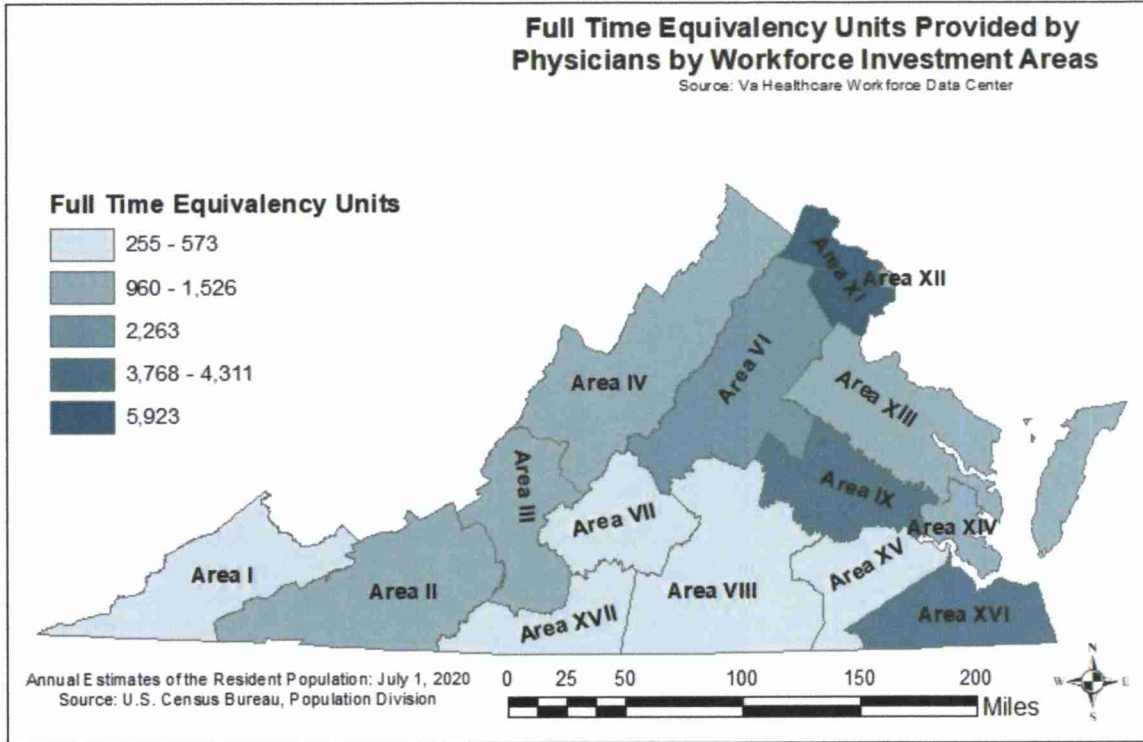 Full Time Equivalency Units Provided by
Physicians by Workforce Investment Areas
Source: Va Healthcare Workforce Data Center
Full Time Equivalency Units
255 - 573
960 - 1,526
2,263
3,768 - 4,311
5,923
Area XI
Area XII
Area VI
Area IV
Area XIII
Area III
Area IX
Area VII
Area XIV
Area XV
Area I
Area II
Area VIII
Area XVII
Area XVI
Annual Estimates of the Resident Population: July 1, 2020
Source: U.S. Census Bureau, Population Division
0 25 50 100 150 200
Miles
N
W
E
S